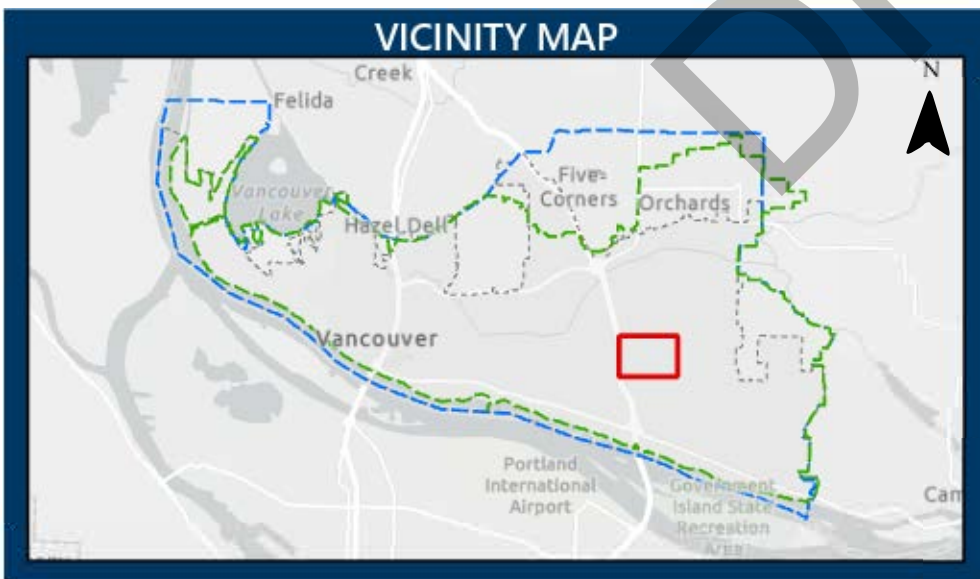 VICINITY MAP
N
Creek
Felida
Five
Corners
Orchards
Vancouver
Lake
Hazel Dell
Vancouver
Portland
International
Airport
Government
Island State
Recreation
Area
Cam